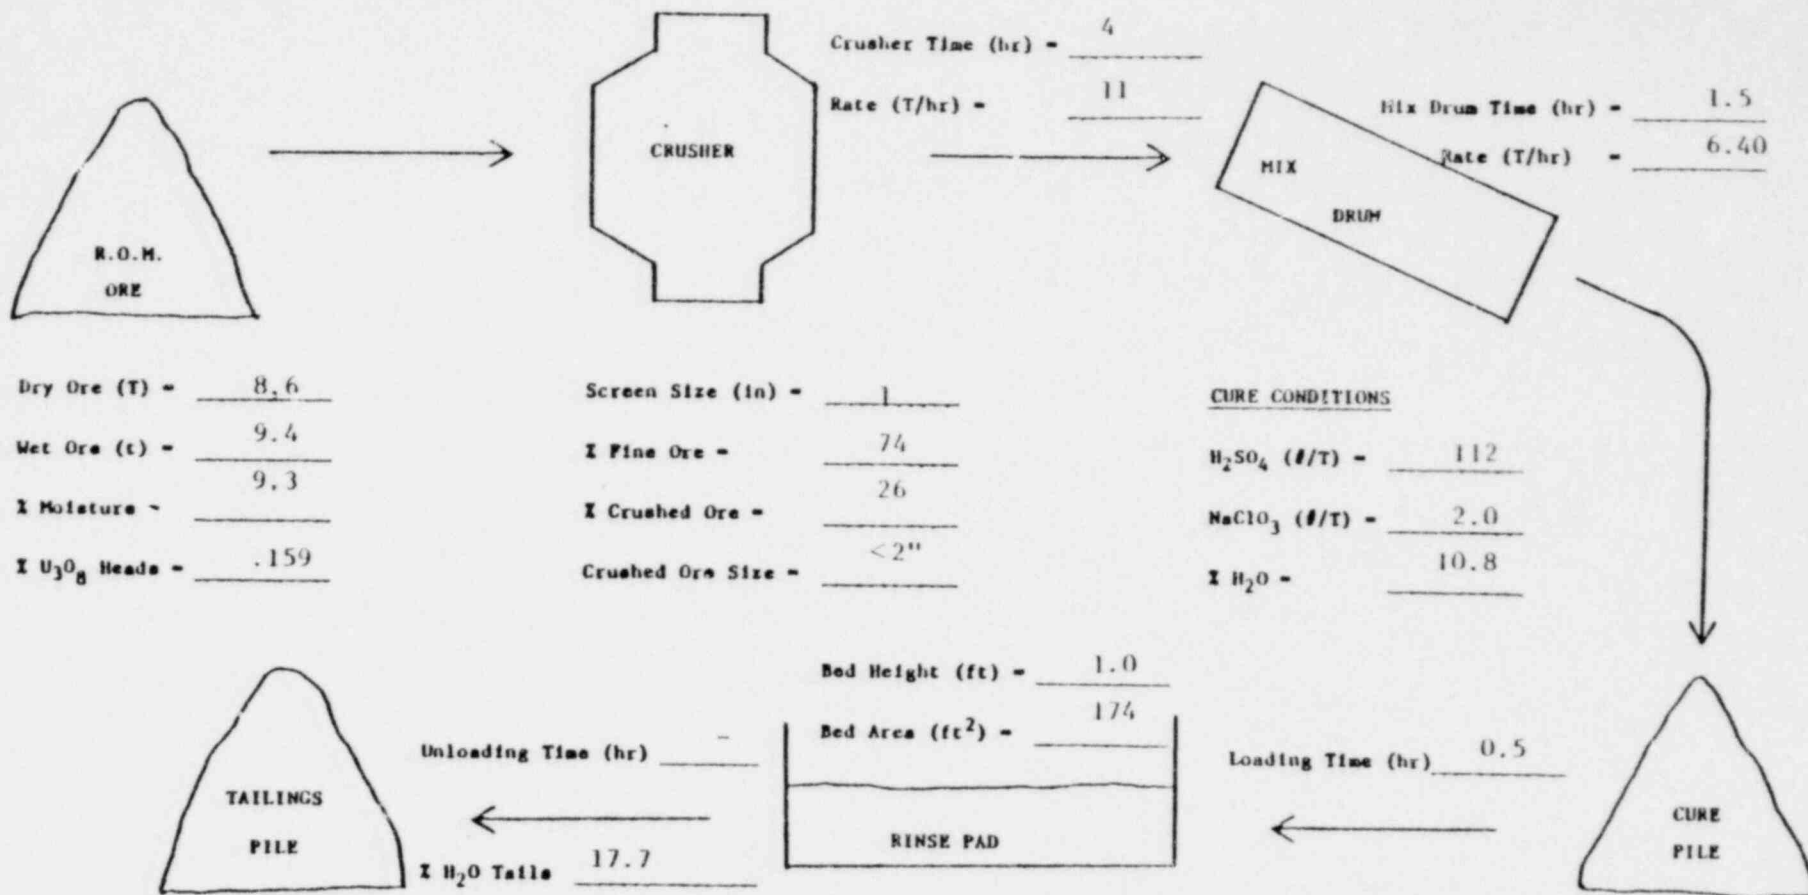 Crusher Time (hr) - 4
Rate (T/hr) - 11
Mix Drum Time (hr) - 1.5
Rate (T/hr) - 6.40
R.O.M.
ORE
CRUSHER
MIX
DRUM
Dry Ore (T) - 8,6
Wet Ore (t) - 9.4
% Moisture - 9.3
% U₃O₈ Heads - .159
Screen Size (in) - 1
% Fine Ore - 74
% Crushed Ore - 26
Crushed Ore Size - <2"
CURE CONDITIONS
H₂SO₄ (#/T) - 112
NaClO₃ (#/T) - 2.0
% H₂O - 10.8
Bed Height (ft) - 1.0
Bed Area (ft²) - 174
Unloading Time (hr) -
Loading Time (hr) 0.5
TAILINGS
PILE
RINSE PAD
CURE
PILE
% H₂O Tails 17.7